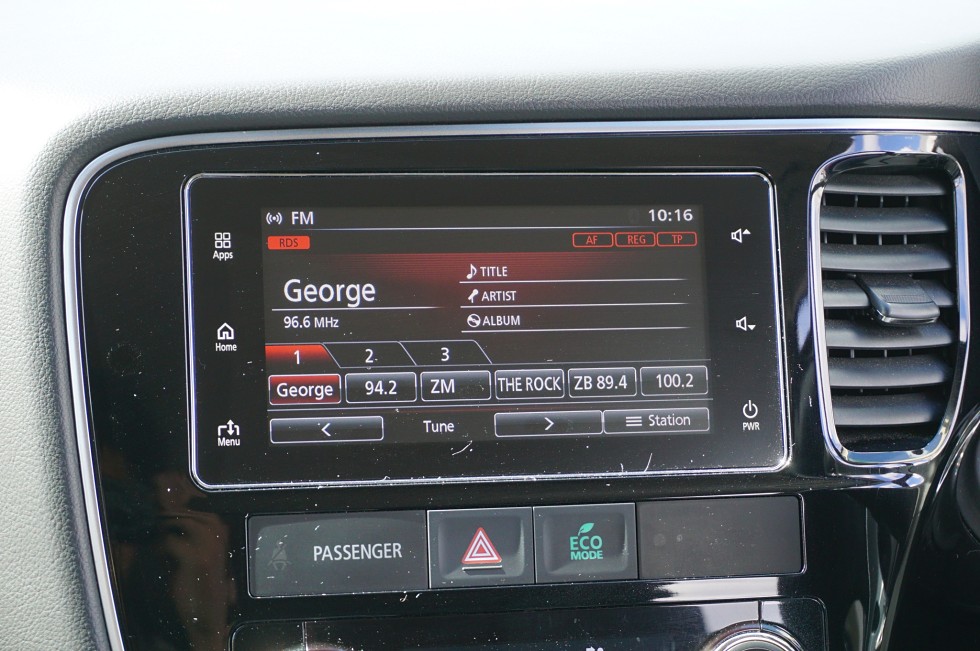 FM 10:16
RDS AF REG TP
Apps
George
96.6 MHz
TITLE
ARTIST
ALBUM
Home
1 2 3
George 94.2 ZM THE ROCK ZB 89.4 100.2
Menu
< Tune > Station
PWR
PASSENGER
ECO
MODE